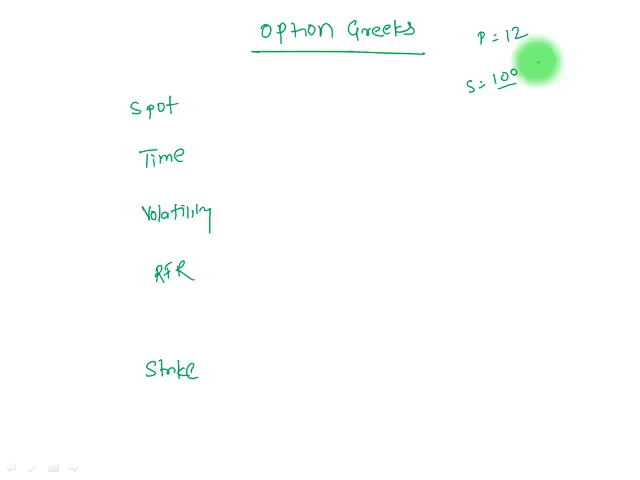 Option Greeks
P = 12
S = 100
Spot
Time
Volatility
RFR
Strike